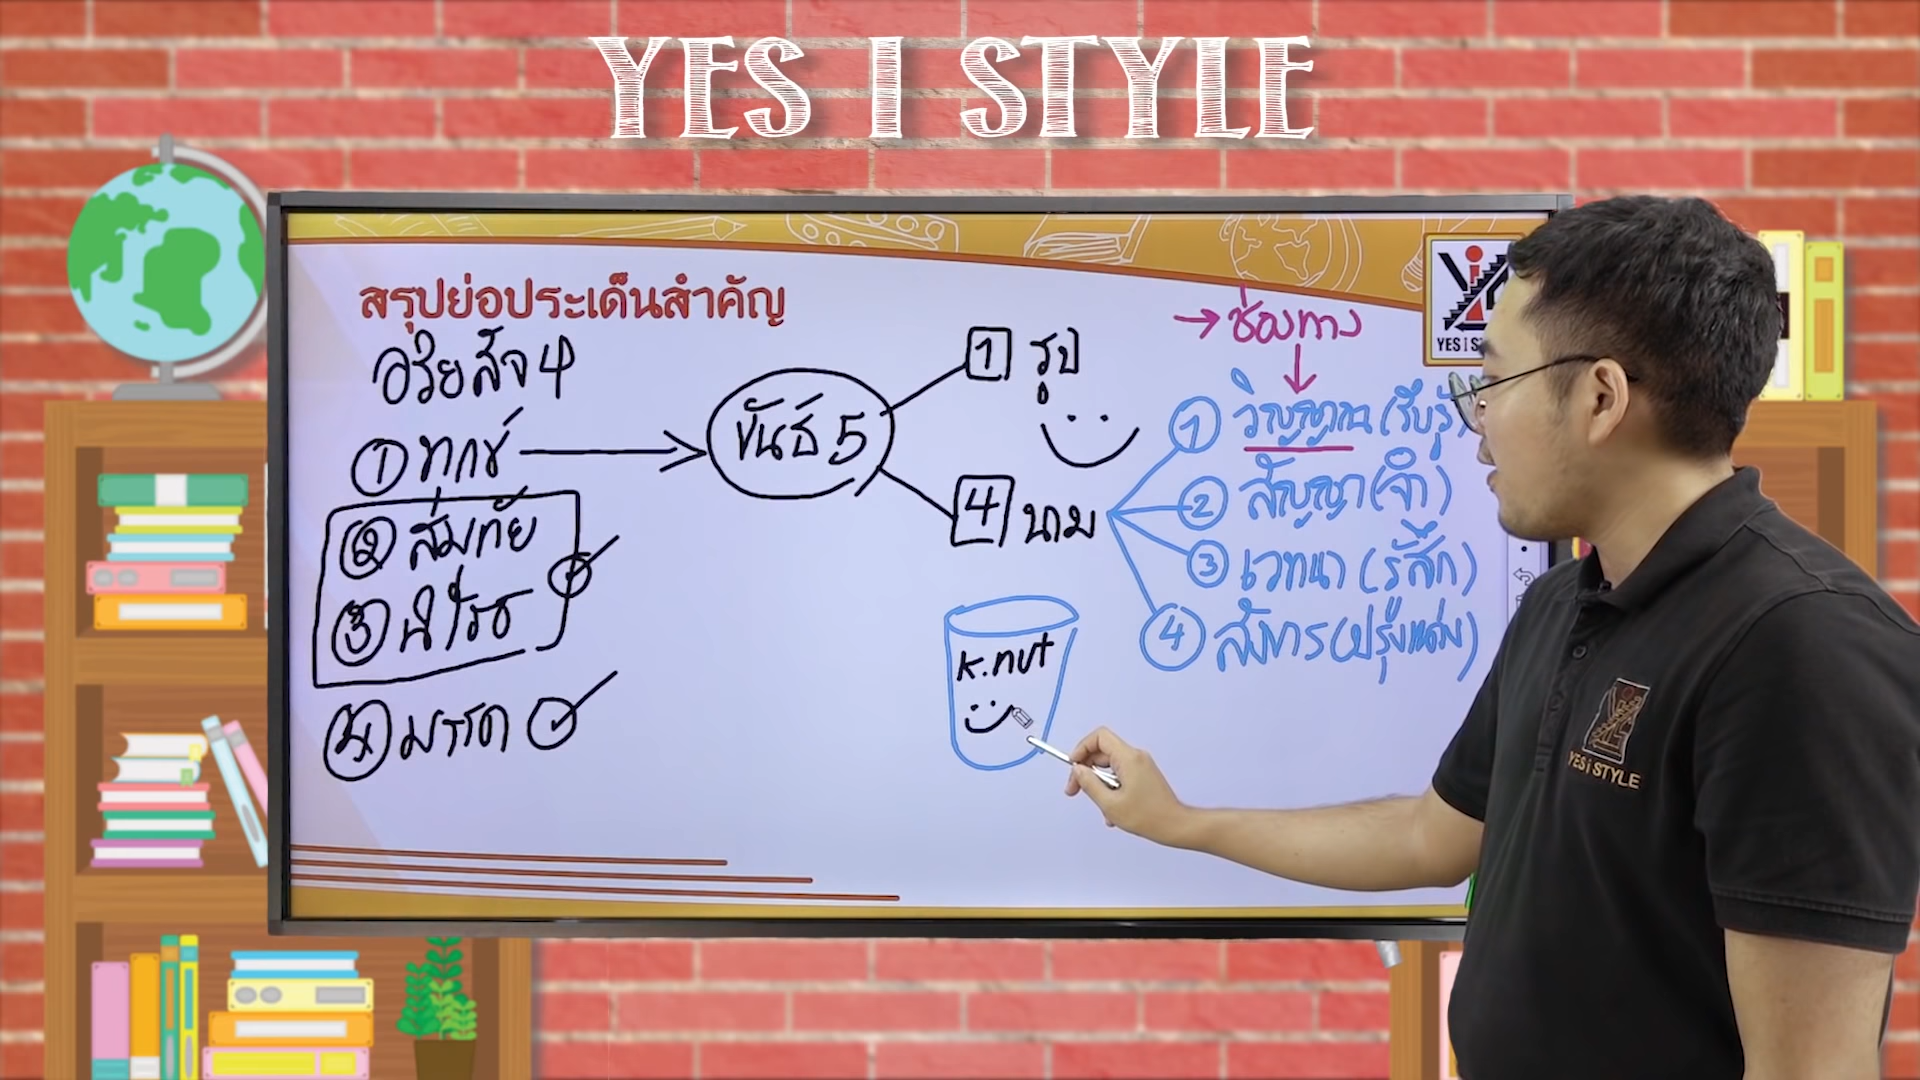 YES I STYLE
สรุปย่อประเด็นสำคัญ
อริยสัจ 4
① ทุกข์
② สมุทัย
③ นิโรธ
④ มรรค
ขันธ์ 5
1 รูป
4 นาม
→ ช่องทาง
① วิญญาณ (รับรู้
② สัญญา (จำ)
③ เวทนา (รู้สึก)
④ สังขาร (ปรุงแต่ง)
K.nut
YES I S
YES i STYLE